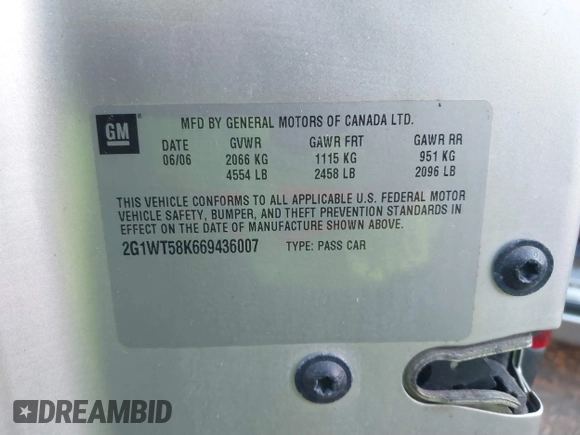 GM
MFD BY GENERAL MOTORS OF CANADA LTD.
DATE GVWR GAWR FRT GAWR RR
06/06 2066 KG 1115 KG 951 KG
4554 LB 2458 LB 2096 LB
THIS VEHICLE CONFORMS TO ALL APPLICABLE U.S. FEDERAL MOTOR
VEHICLE SAFETY, BUMPER, AND THEFT PREVENTION STANDARDS IN
EFFECT ON THE DATE OF MANUFACTURE SHOWN ABOVE.
2G1WT58K669436007 TYPE: PASS CAR
DREAMBID